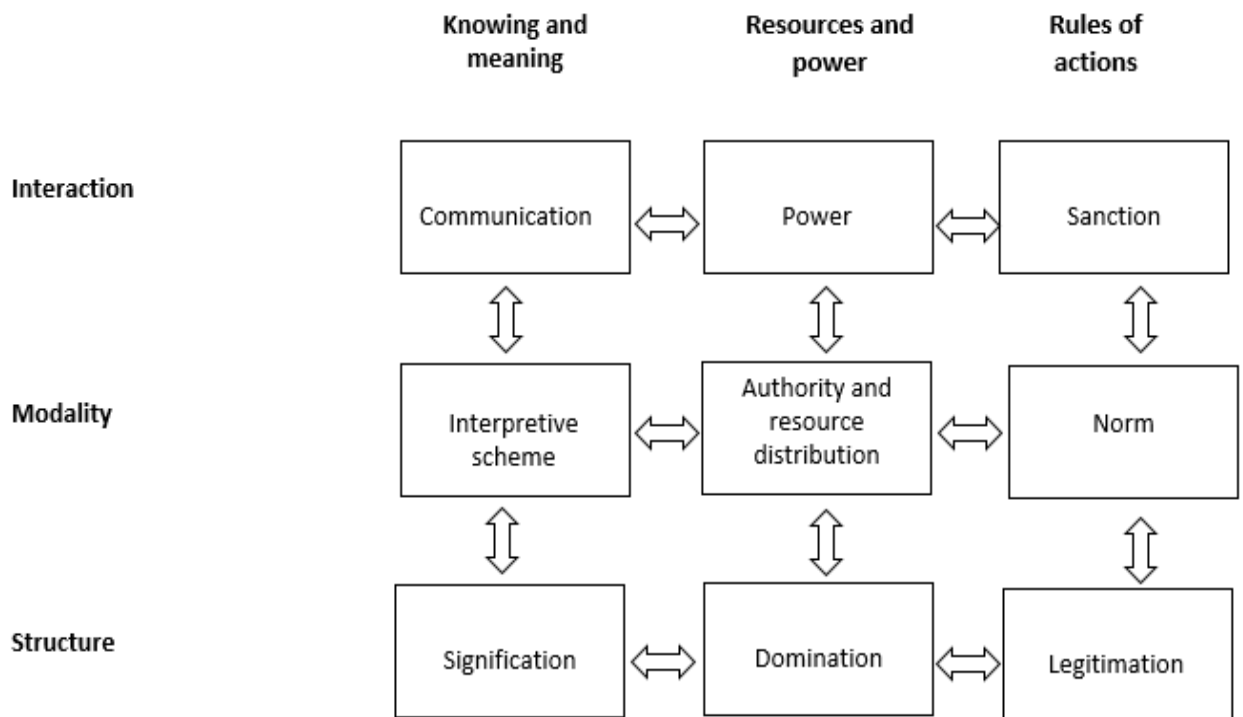 Knowing and
meaning
Resources and
power
Rules of
actions
Interaction
Communication
Power
Sanction
Modality
Interpretive
scheme
Authority and
resource
distribution
Norm
Structure
Signification
Domination
Legitimation